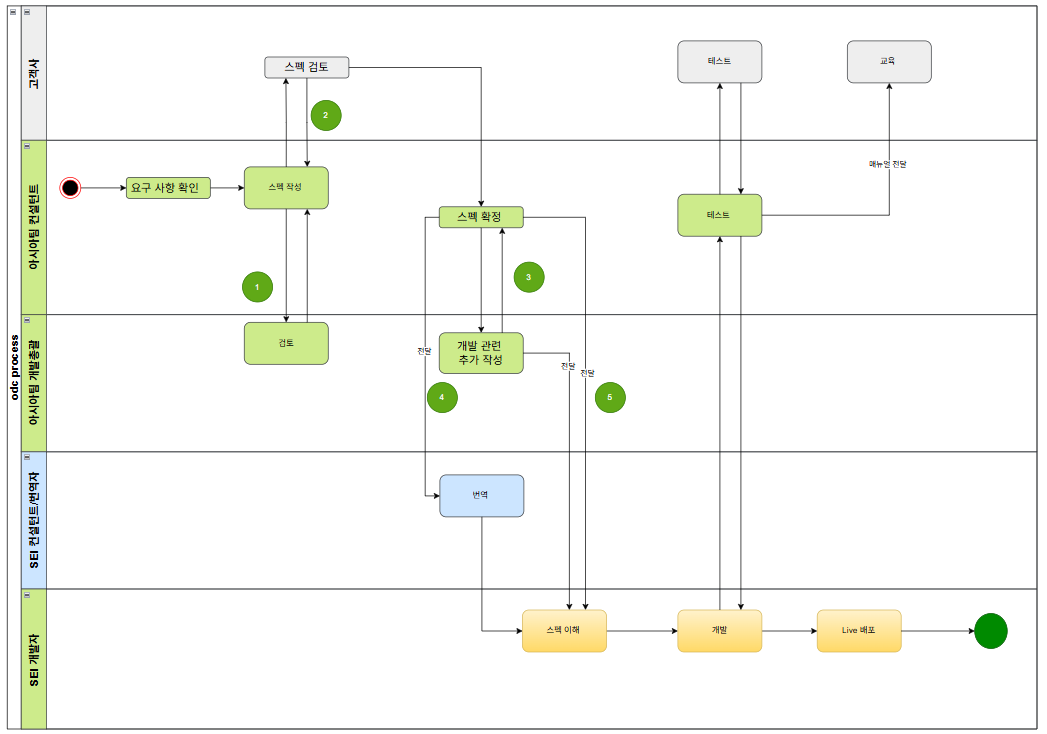 odc process
고객사
스펙 검토
테스트
교육
2
아시아팀 컨설턴트
요구 사항 확인
스펙 작성
매뉴얼 전달
스펙 확정
테스트
1
3
아시아팀 개발총괄
검토
개발 관련
추가 작성
전달
전달
전달
4
5
SEI 컨설턴트/번역자
번역
SEI 개발자
스펙 이해
개발
Live 배포